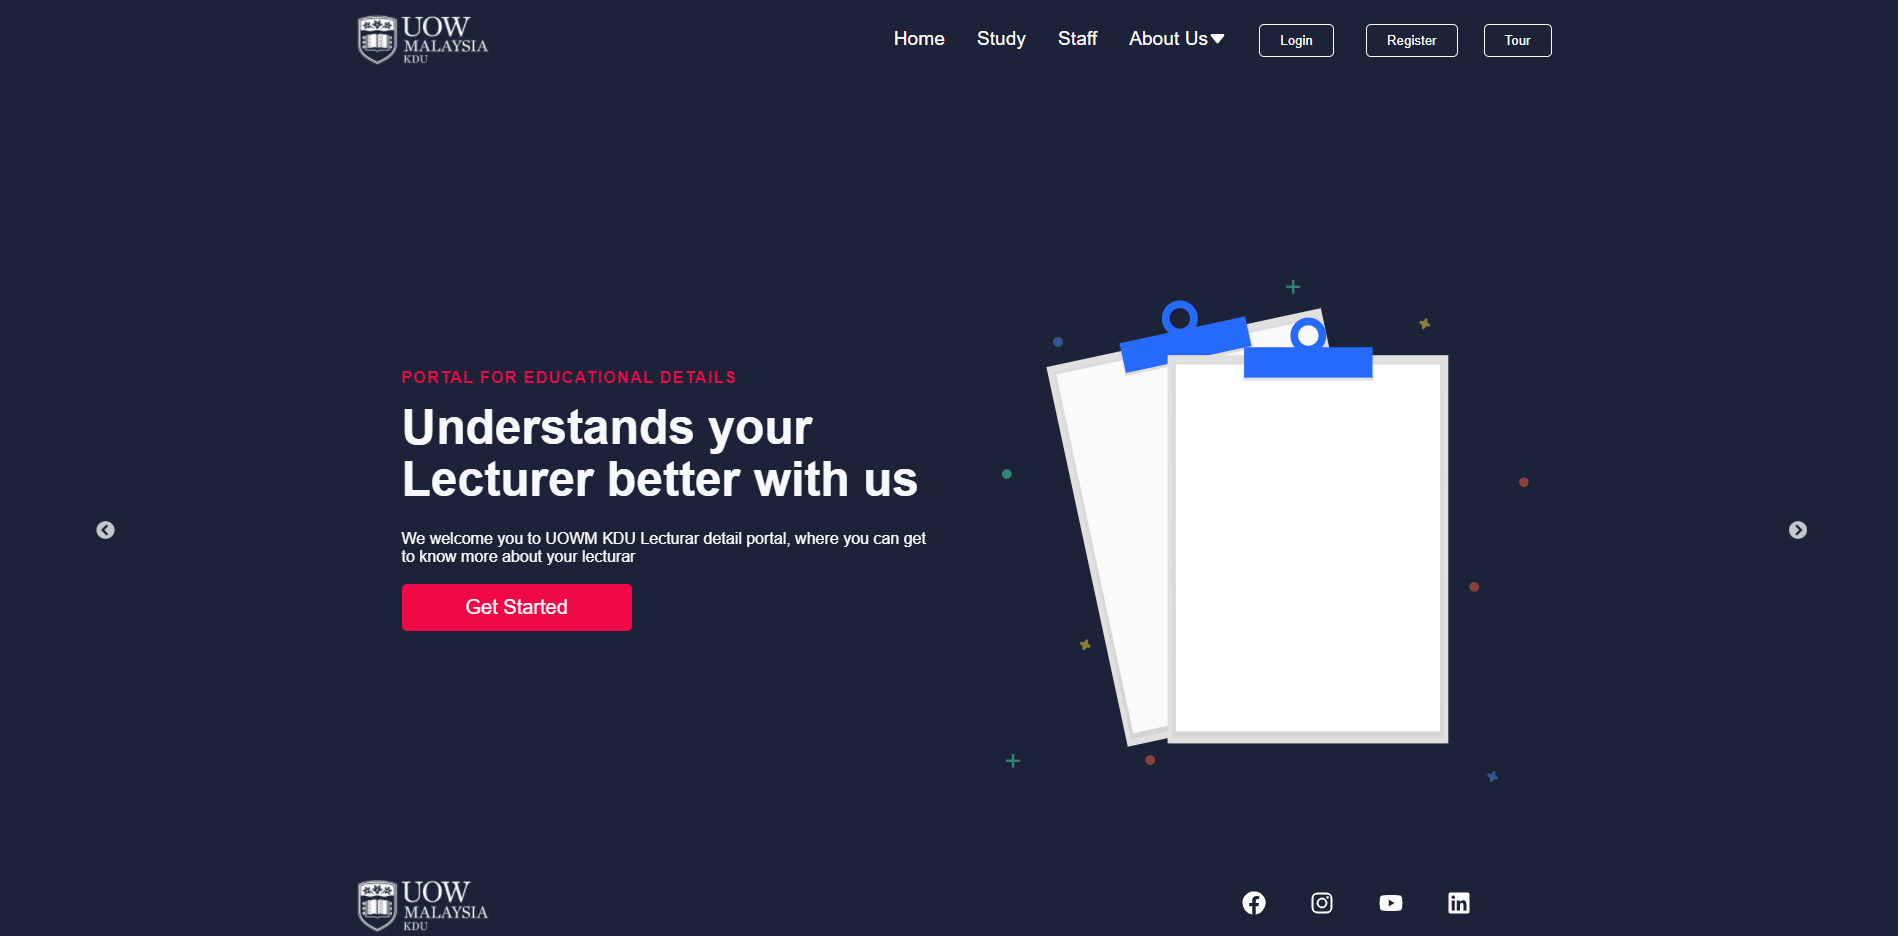 UOW
MALAYSIA
KDU
Home
Study
Staff
About Us
Login
Register
Tour
PORTAL FOR EDUCATIONAL DETAILS
Understands your
Lecturer better with us
We welcome you to UOWM KDU Lecturar detail portal, where you can get
to know more about your lecturar
Get Started
UOW
MALAYSIA
KDU